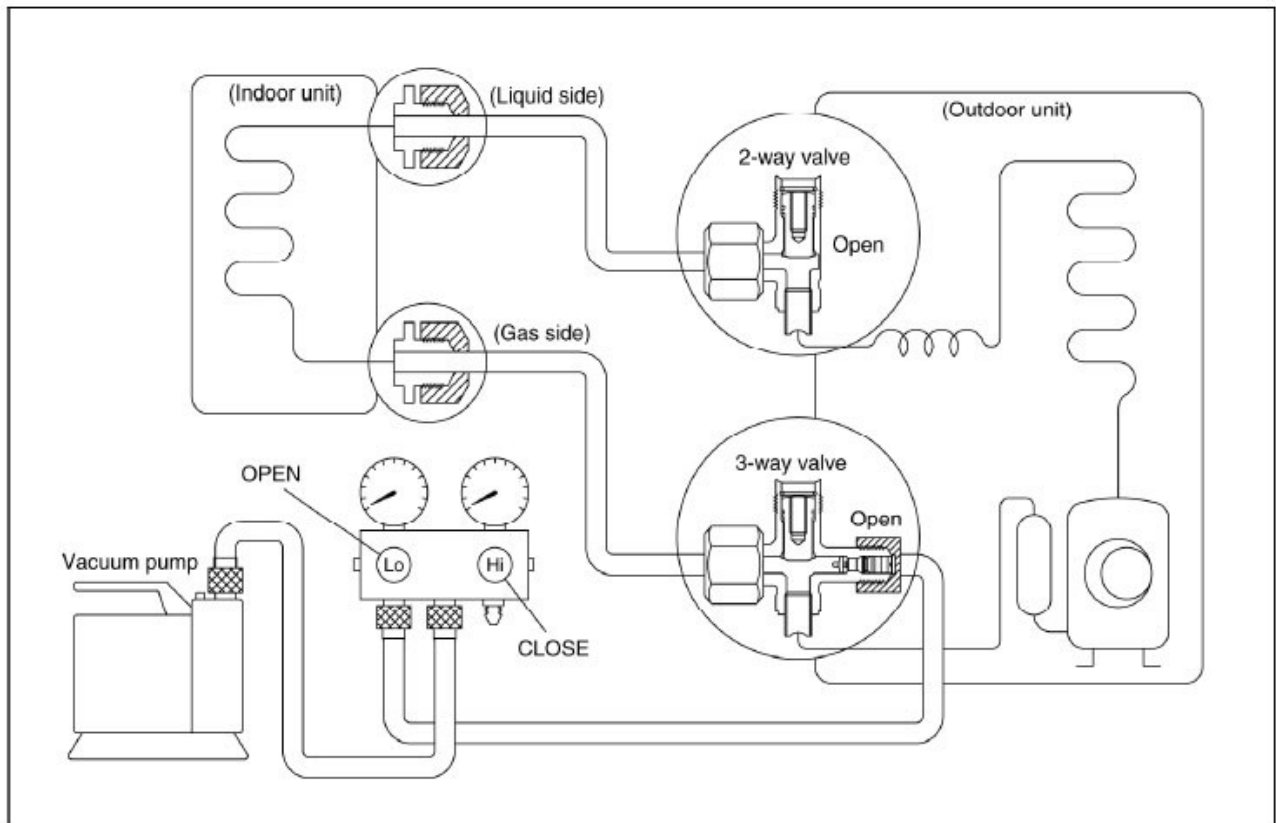 (Indoor unit)
(Liquid side)
(Outdoor unit)
2-way valve
Open
(Gas side)
3-way valve
Open
OPEN
Vacuum pump
Lo
Hi
CLOSE